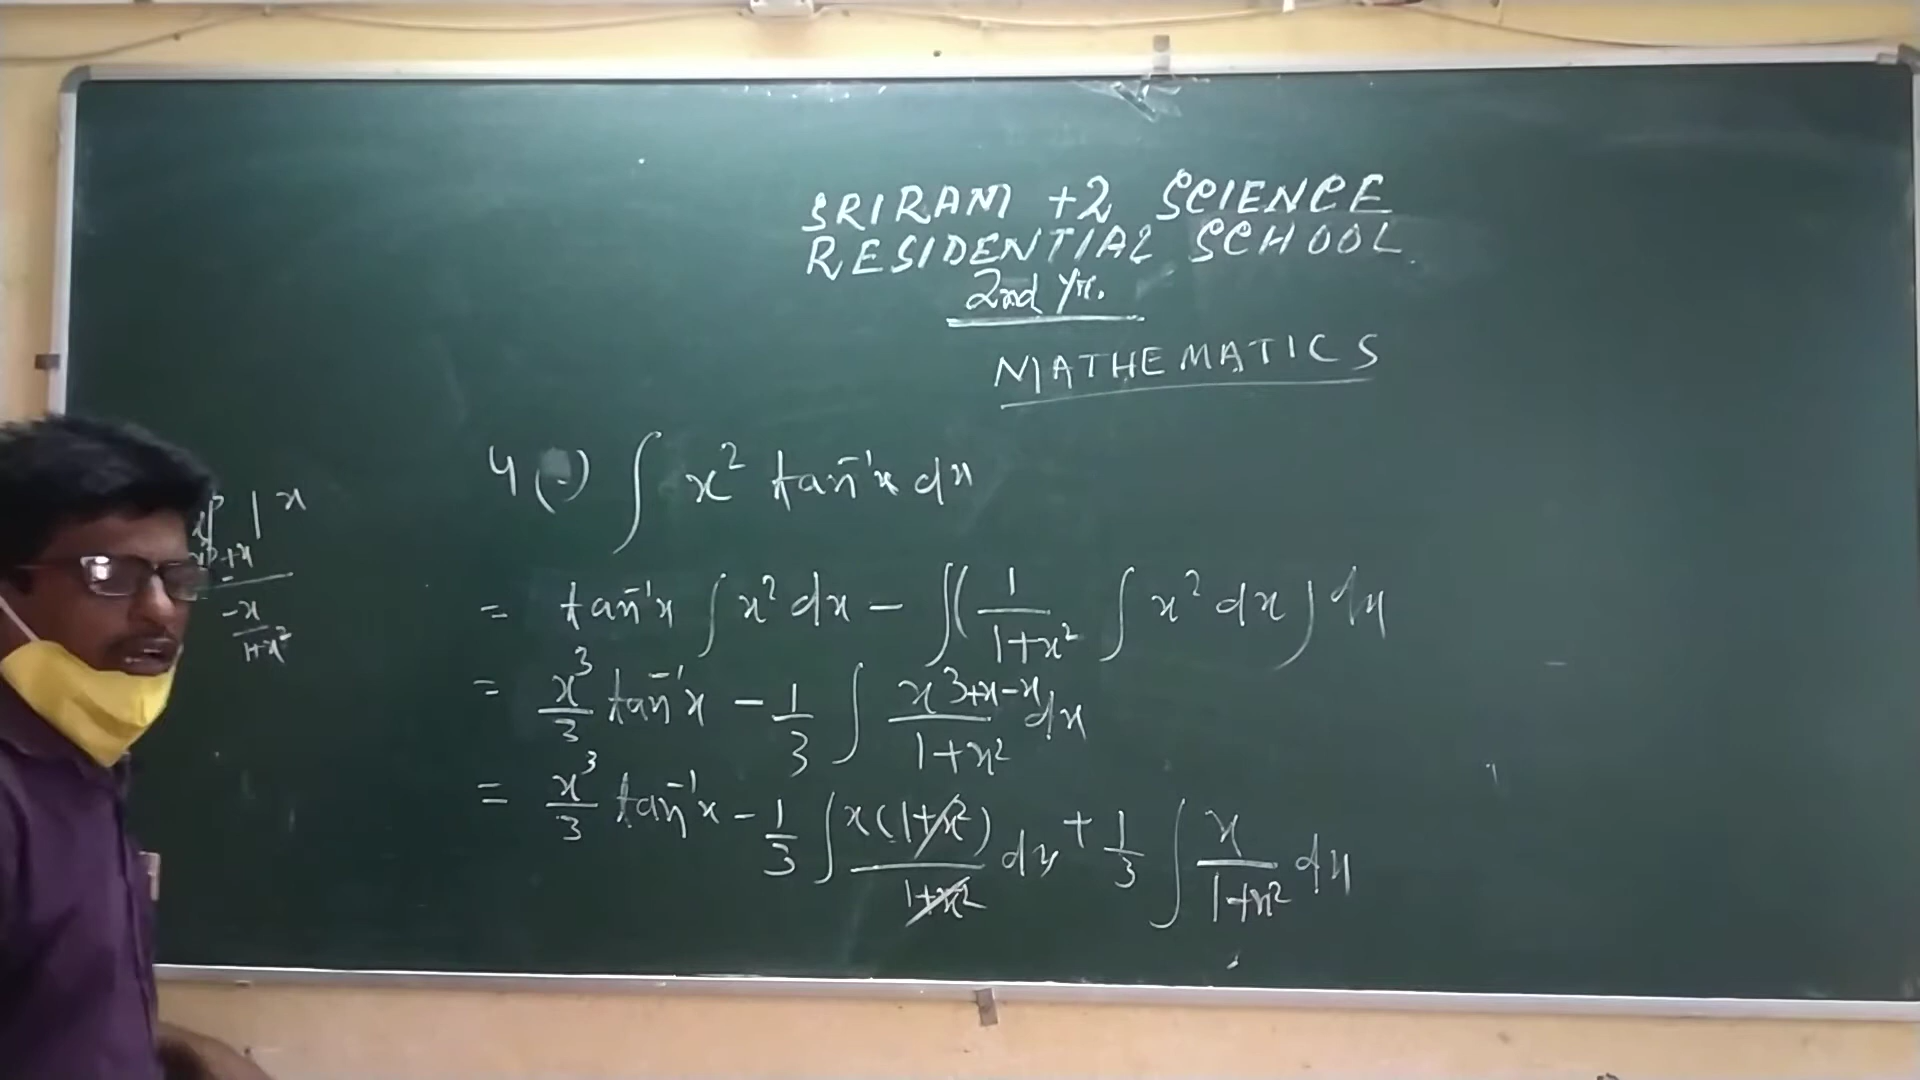 SRIRAM +2 SCIENCE
RESIDENTIAL SCHOOL
2nd Yr.
MATHEMATICS
4( ) ∫ x² tan⁻¹x dx
= tan⁻¹x ∫ x² dx − ∫( 1/(1+x²) ∫ x² dx) dx
= x³/3 tan⁻¹x − 1/3 ∫ (x³+x−x)/(1+x²) dx
= x³/3 tan⁻¹x − 1/3 ∫ x(1+x²)/(1+x²) dx + 1/3 ∫ x/(1+x²) dx
x
+x
−x/(1+x²)